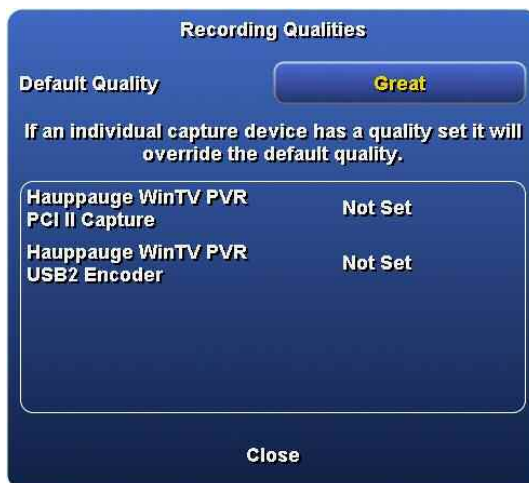 Recording Qualities
Default Quality
Great
If an individual capture device has a quality set it will
override the default quality.
Hauppauge WinTV PVR
PCI II Capture
Not Set
Hauppauge WinTV PVR
USB2 Encoder
Not Set
Close